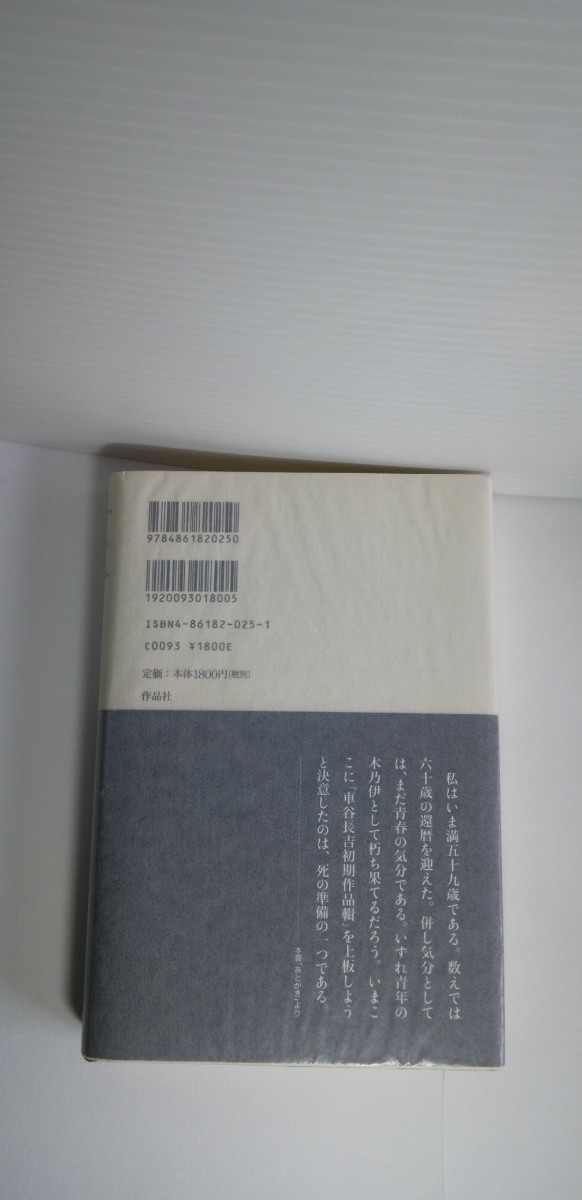 9784861820250
1920093018005
ISBN4-86182-025-1
C0093 ¥1800E
定価：本体1800円[税別]
作品社
私はいま満五十九歳である。数えでは
六十歳の還暦を迎えた。併し気分として
は、まだ青春の気分である。いずれ青年の
木乃伊として朽ち果てるだろう。いまこ
こに「車谷長吉初期作品輯」を上板しよう
と決意したのは、死の準備の一つである。
本書「あとがき」より